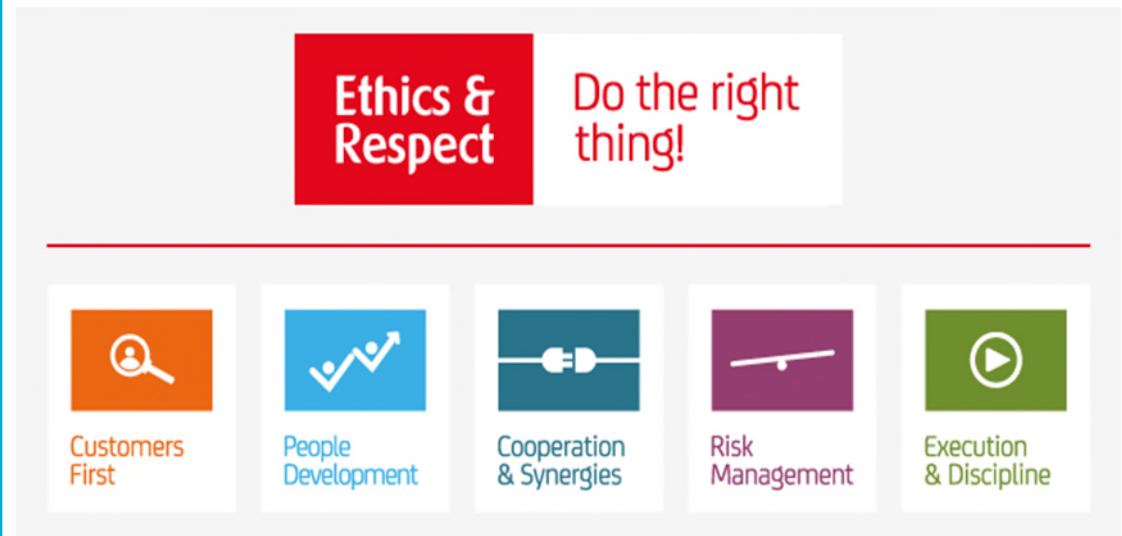 Ethics &
Respect
Do the right
thing!
Customers
First
People
Development
Cooperation
& Synergies
Risk
Management
Execution
& Discipline